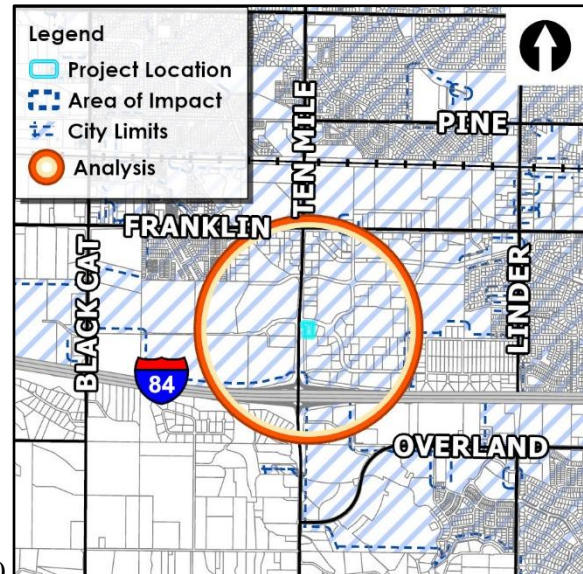 Legend
Project Location
Area of Impact
City Limits
Analysis
PINE
TEN MILE
FRANKLIN
BLACK CAT
LINDER
84
OVERLAND
)